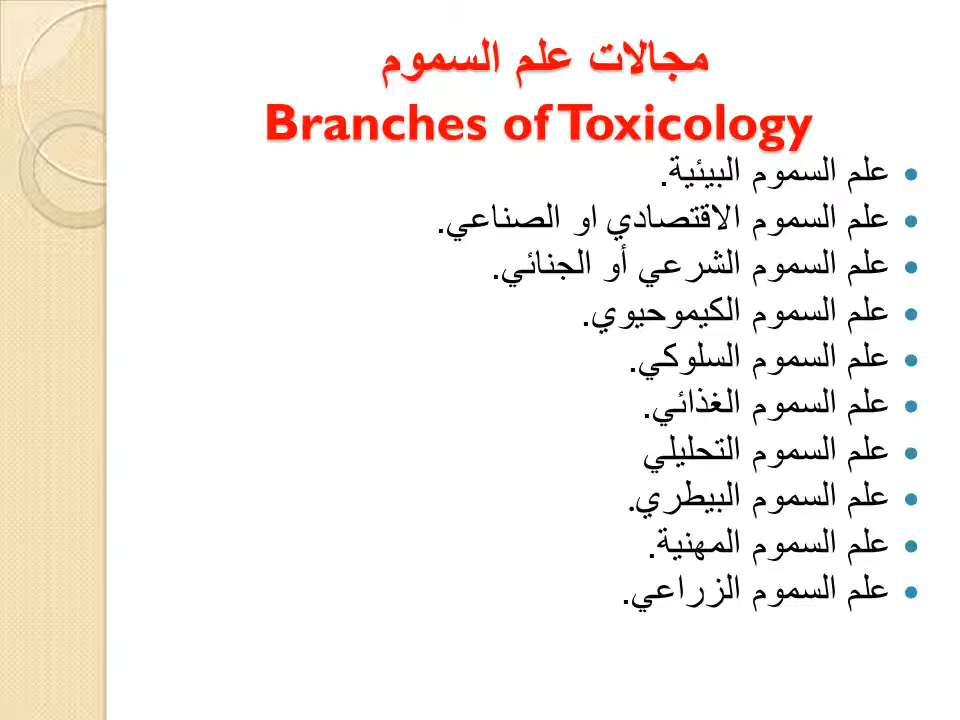 مجالات علم السموم
Branches of Toxicology
علم السموم البيئية.
علم السموم الاقتصادي او الصناعي.
علم السموم الشرعي أو الجنائي.
علم السموم الكيموحيوي.
علم السموم السلوكي.
علم السموم الغذائي.
علم السموم التحليلي
علم السموم البيطري.
علم السموم المهنية.
علم السموم الزراعي.